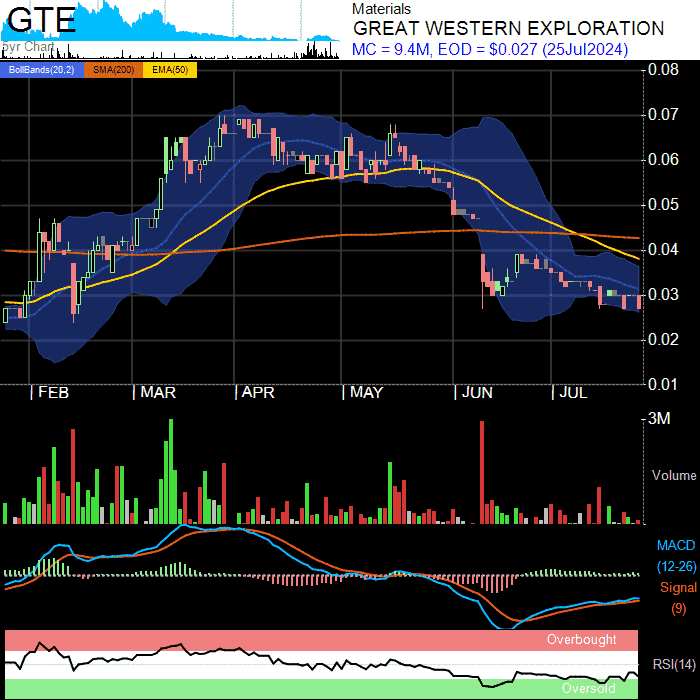 GTE
5yr Chart
Materials
GREAT WESTERN EXPLORATION
MC = 9.4M, EOD = $0.027 (25Jul2024)
BollBands(20,2) SMA(200) EMA(50)
0.08
0.07
0.06
0.05
0.04
0.03
0.02
0.01
FEB MAR APR MAY JUN JUL
3M
Volume
MACD
(12-26)
Signal
(9)
Overbought
RSI(14)
Oversold